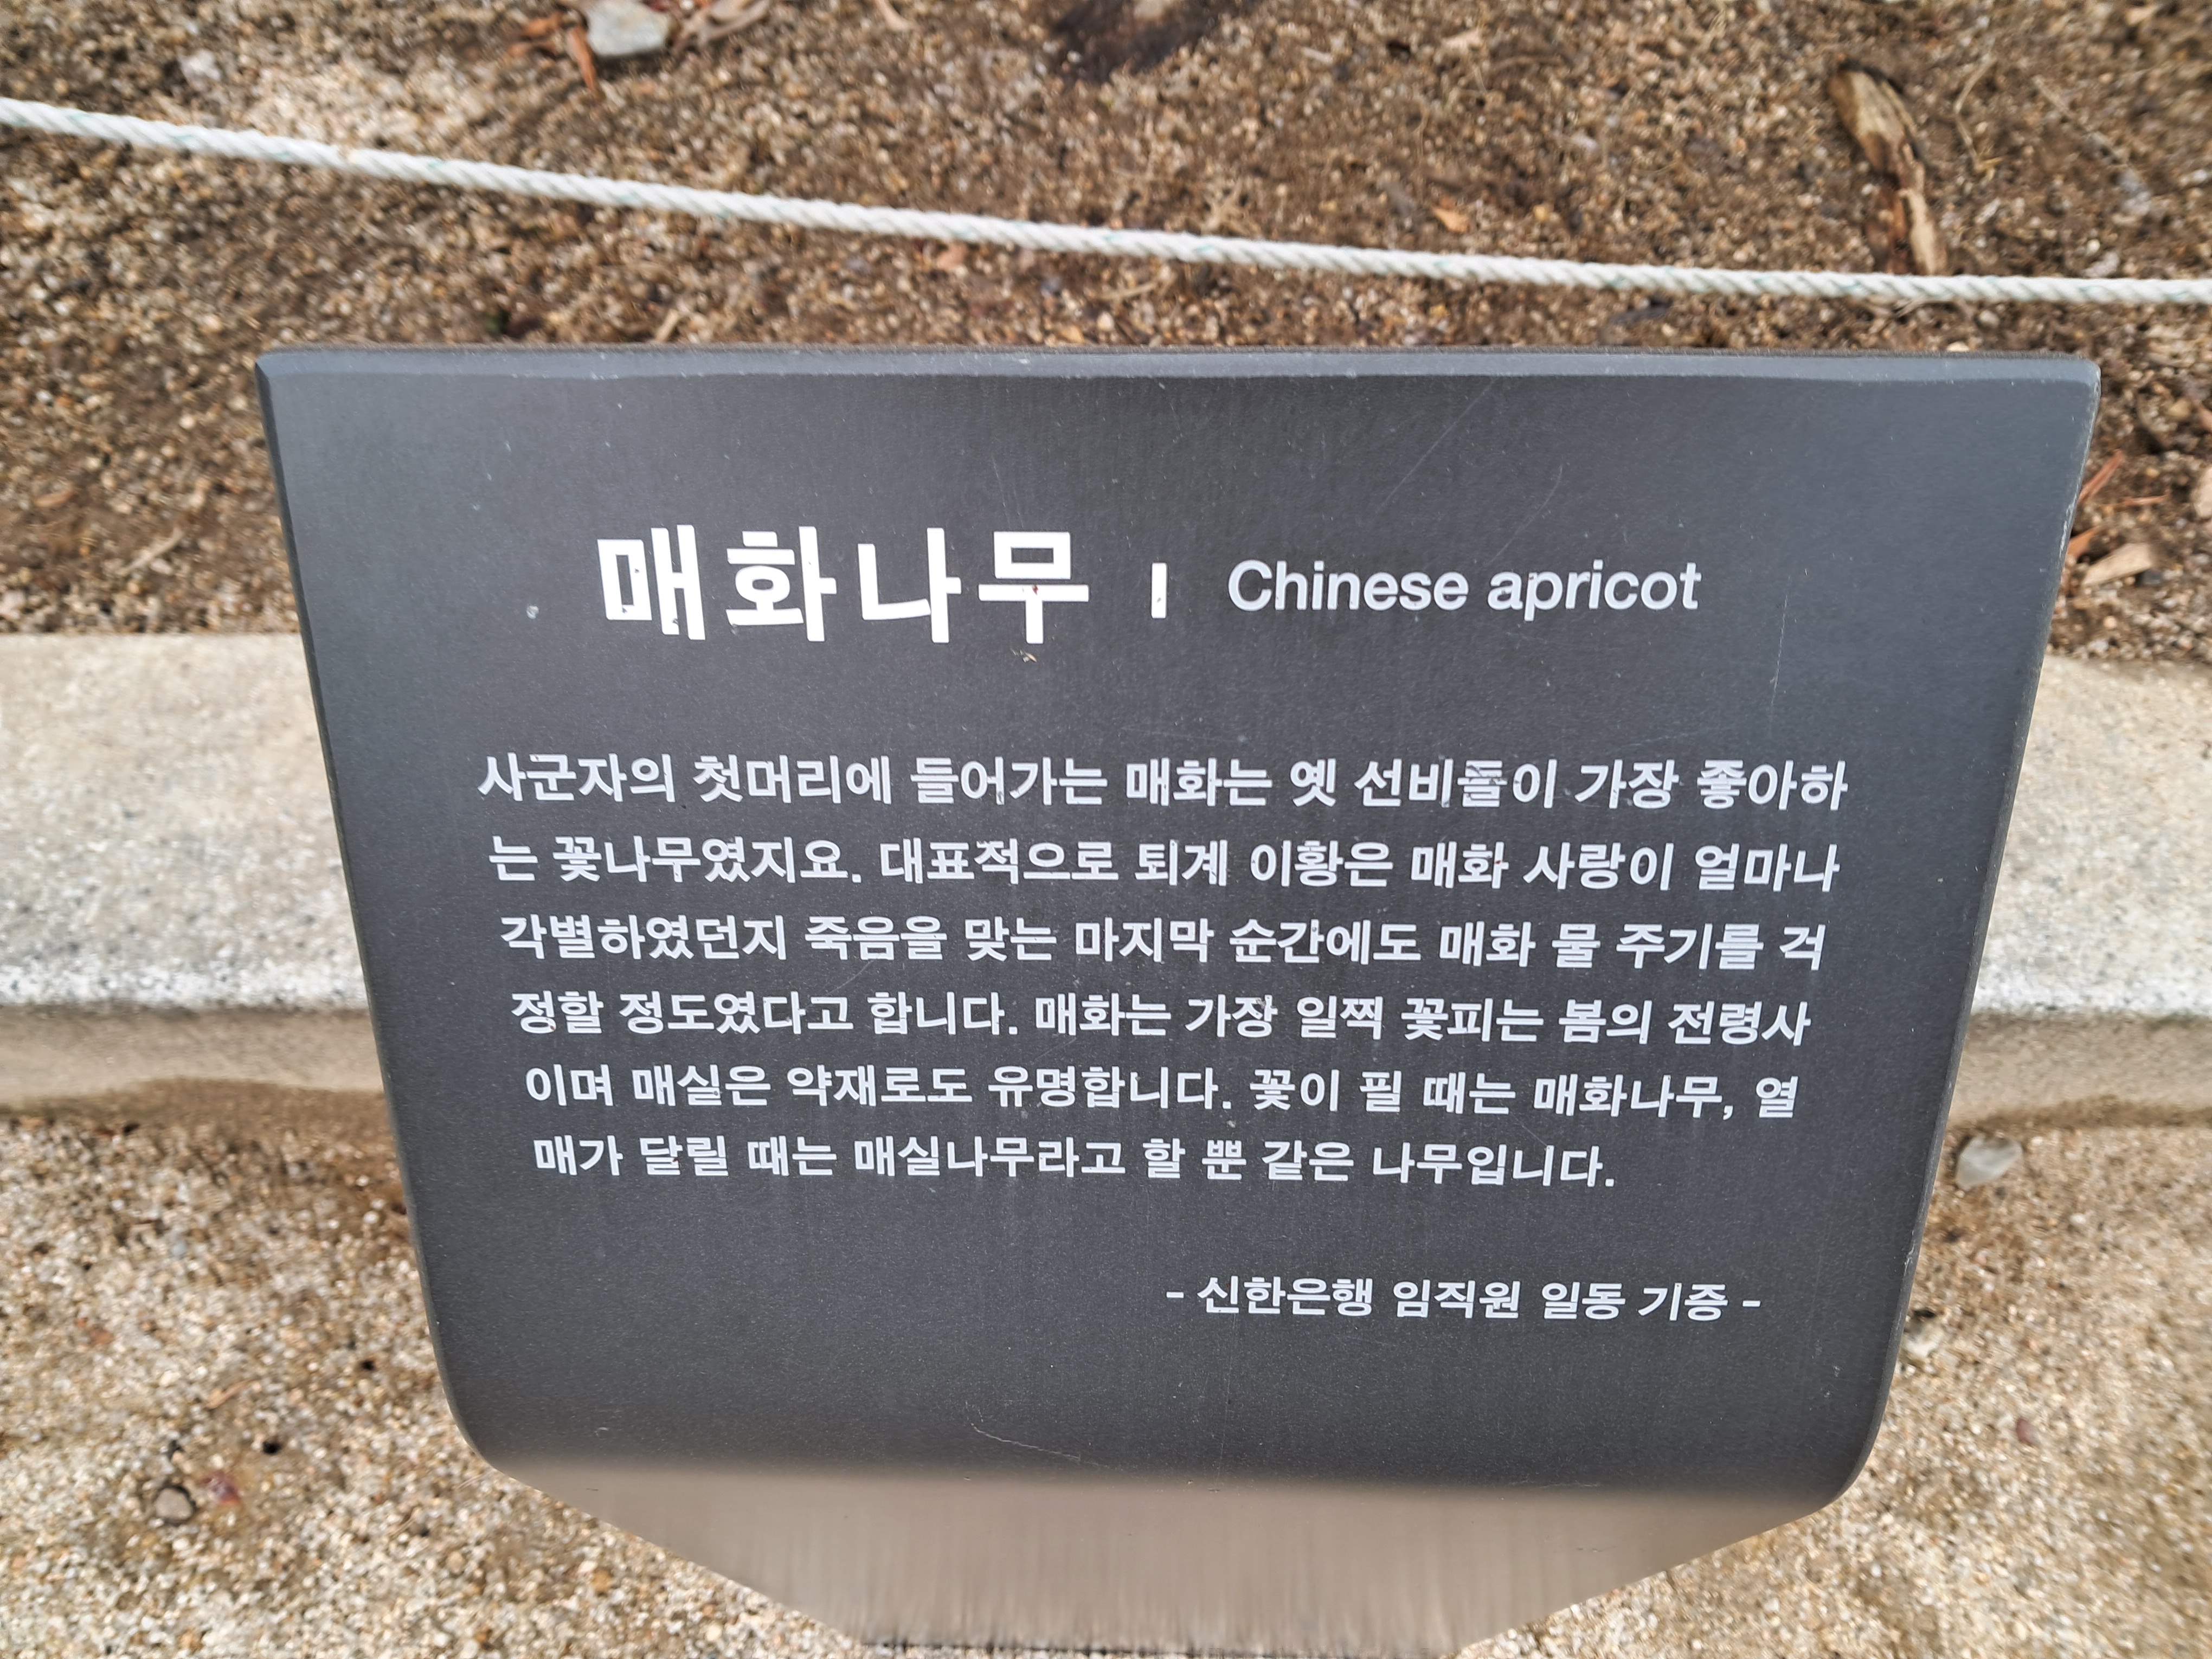 매화나무 | Chinese apricot
사군자의 첫머리에 들어가는 매화는 옛 선비들이 가장 좋아하
는 꽃나무였지요. 대표적으로 퇴계 이황은 매화 사랑이 얼마나
각별하였던지 죽음을 맞는 마지막 순간에도 매화 물 주기를 걱
정할 정도였다고 합니다. 매화는 가장 일찍 꽃피는 봄의 전령사
이며 매실은 약재로도 유명합니다. 꽃이 필 때는 매화나무, 열
매가 달릴 때는 매실나무라고 할 뿐 같은 나무입니다.
- 신한은행 임직원 일동 기증 -